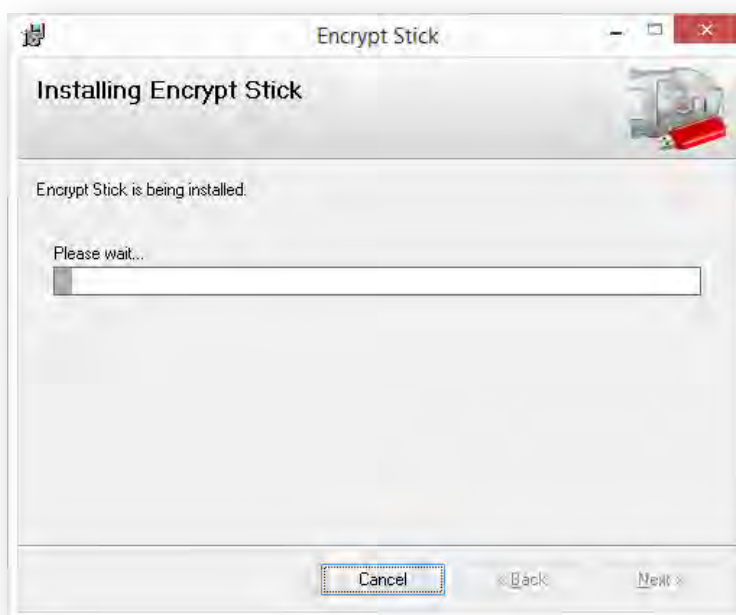 Encrypt Stick
Installing Encrypt Stick
Encrypt Stick is being installed.
Please wait...
Cancel
< Back
Next >